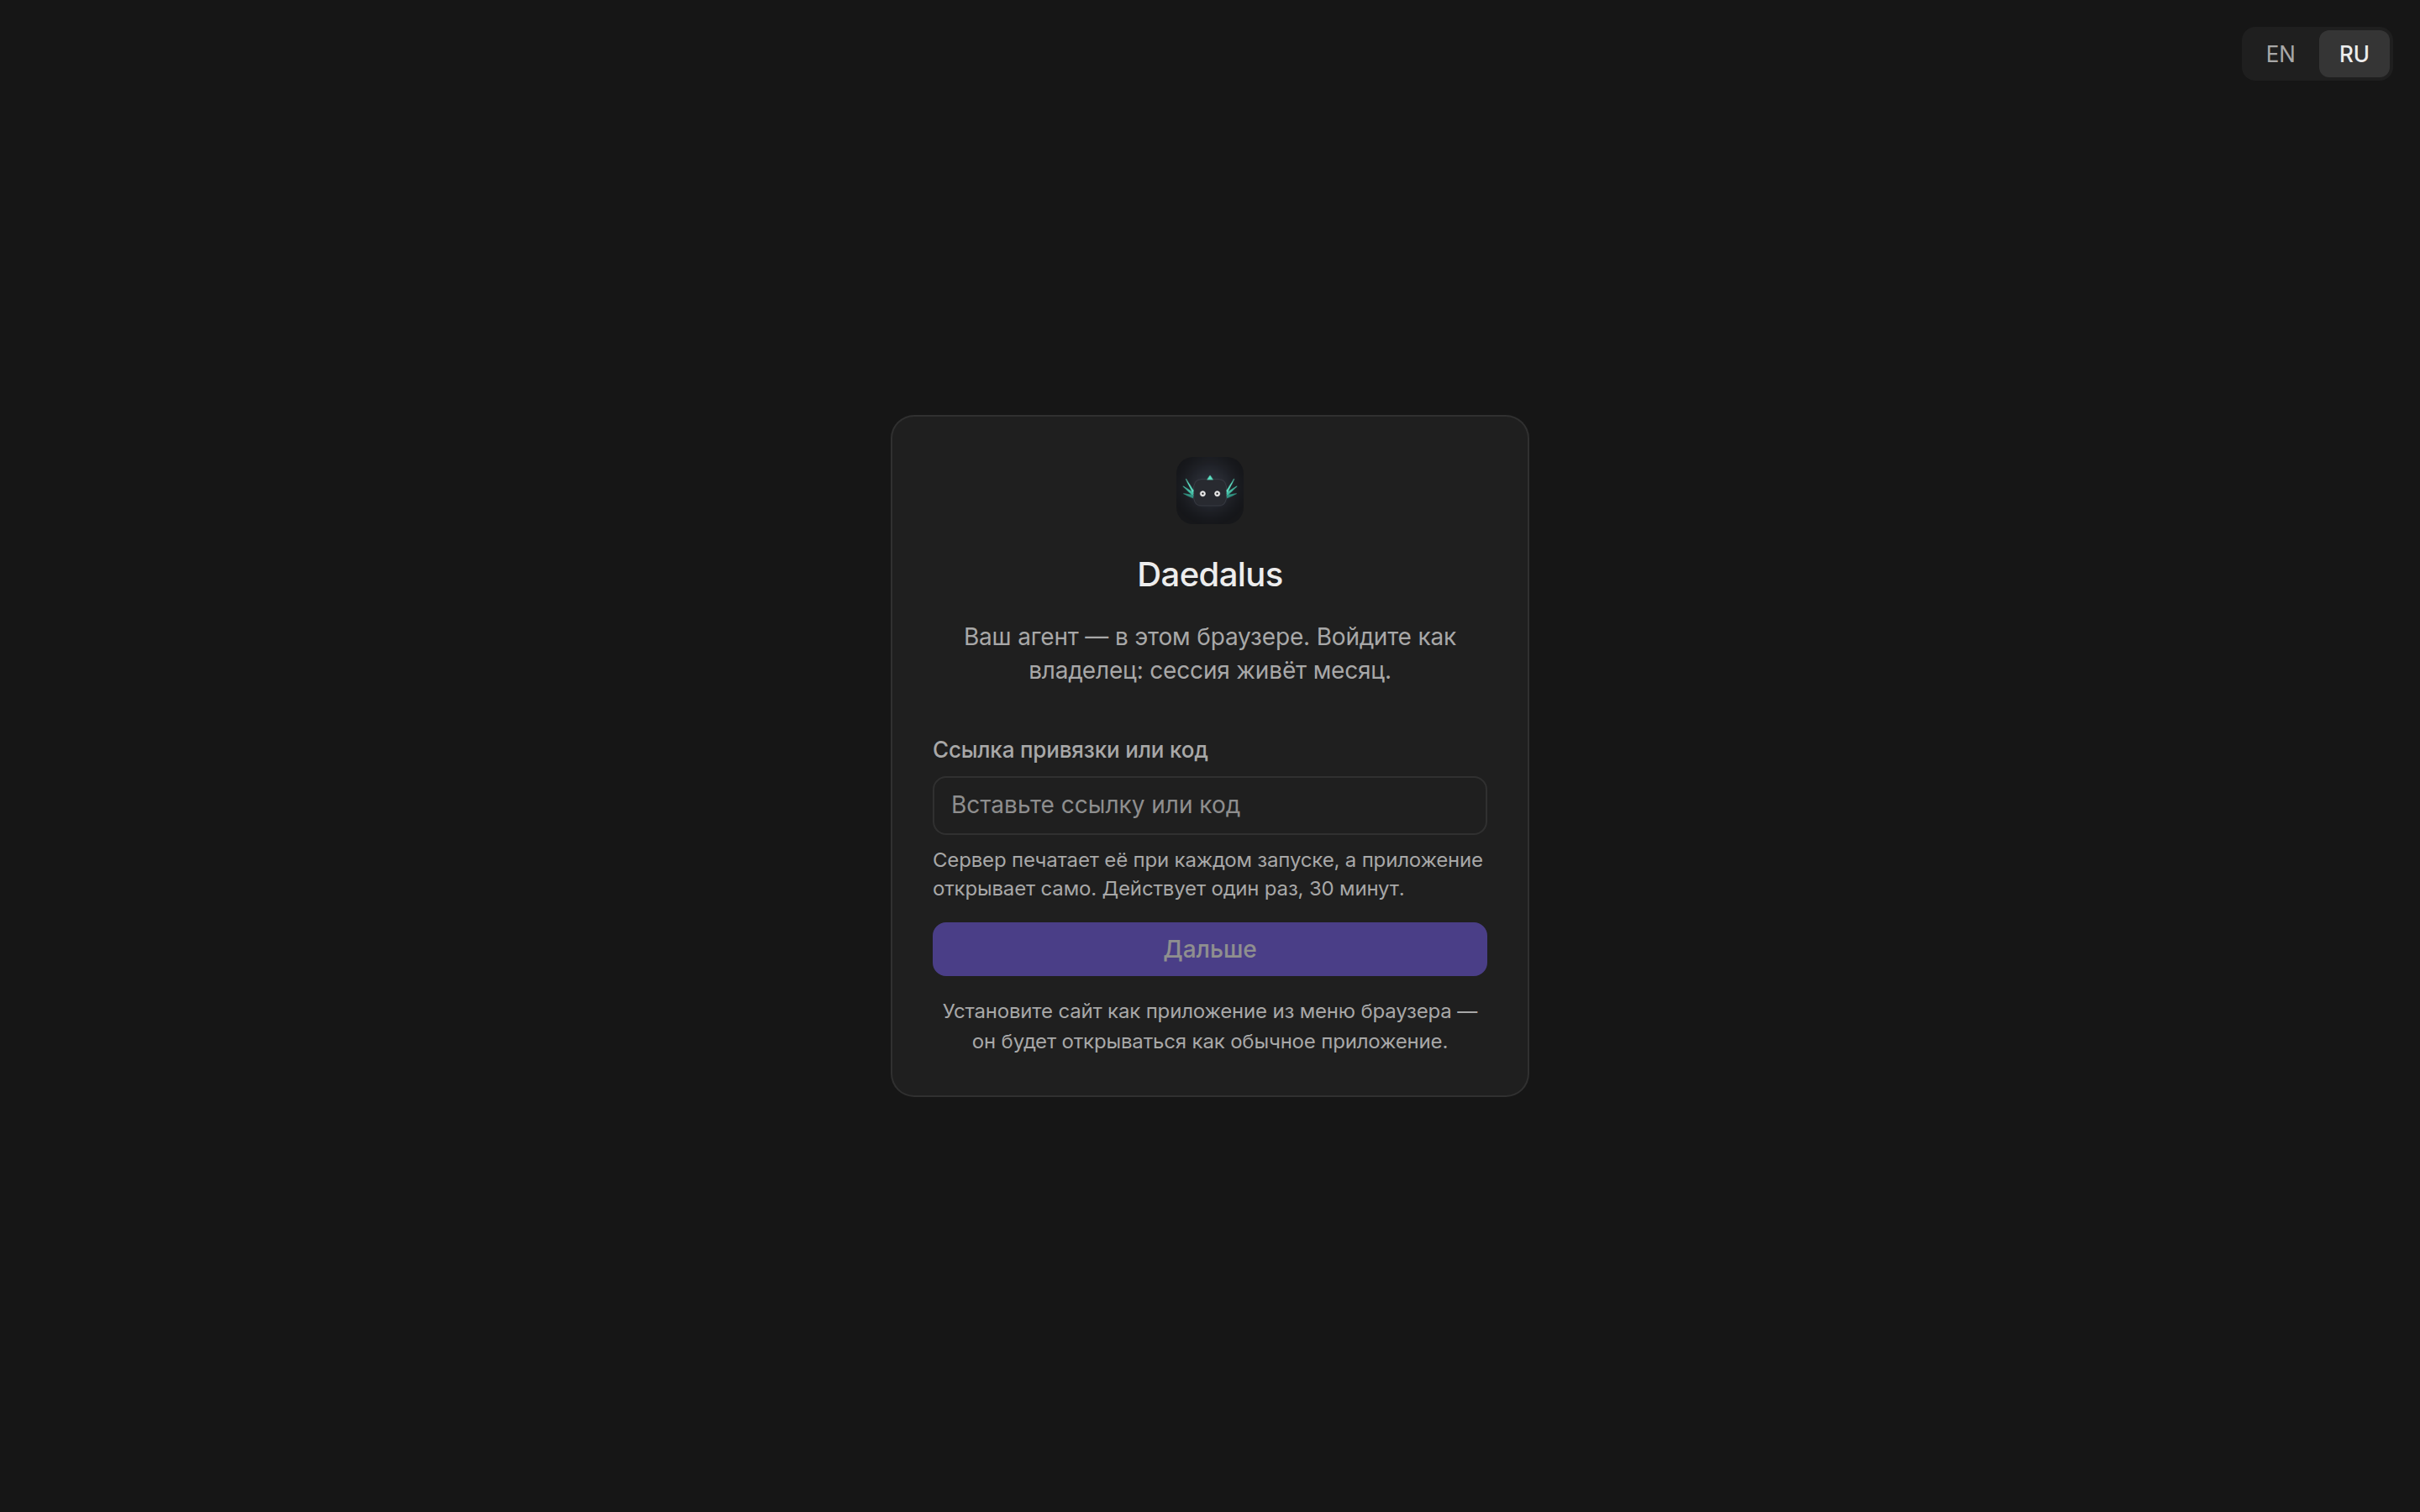 EN RU
Daedalus
Ваш агент — в этом браузере. Войдите как
владелец: сессия живёт месяц.
Ссылка привязки или код
Вставьте ссылку или код
Сервер печатает её при каждом запуске, а приложение
открывает само. Действует один раз, 30 минут.
Дальше
Установите сайт как приложение из меню браузера —
он будет открываться как обычное приложение.